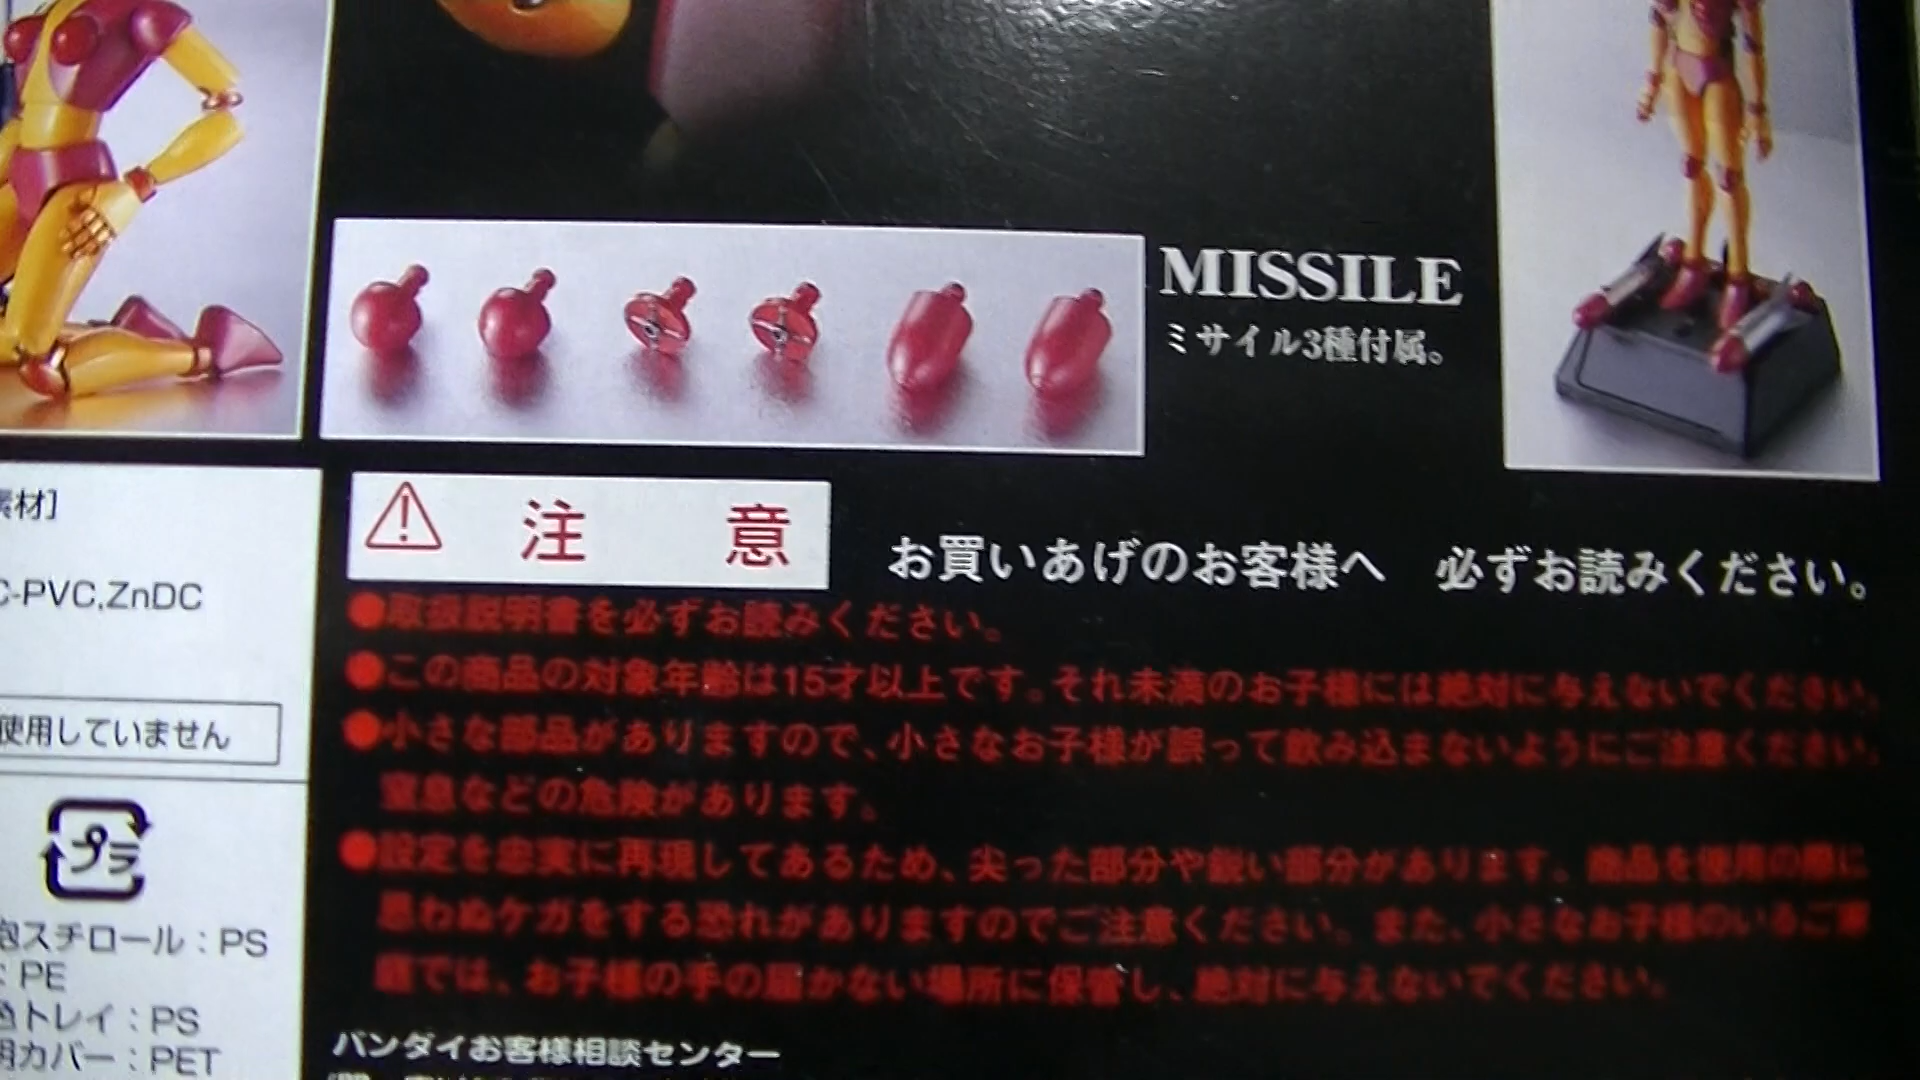 MISSILE
ミサイル3種付属。
素材]
C-PVC,ZnDC
使用していません
プラ
泡スチロール：PS
：PE
色トレイ：PS
明カバー：PET
注意
お買いあげのお客様へ 必ずお読みください。
●取扱説明書を必ずお読みください。
●この商品の対象年齢は15才以上です。それ未満のお子様には絶対に与えないでください。
●小さな部品がありますので、小さなお子様が誤って飲み込まないようにご注意ください。
窒息などの危険があります。
●設定を忠実に再現してあるため、尖った部分や鋭い部分があります。商品を使用の際に
思わぬケガをする恐れがありますのでご注意ください。また、小さなお子様のいるご家
庭では、お子様の手の届かない場所に保管し、絶対に与えないでください。
バンダイお客様相談センター